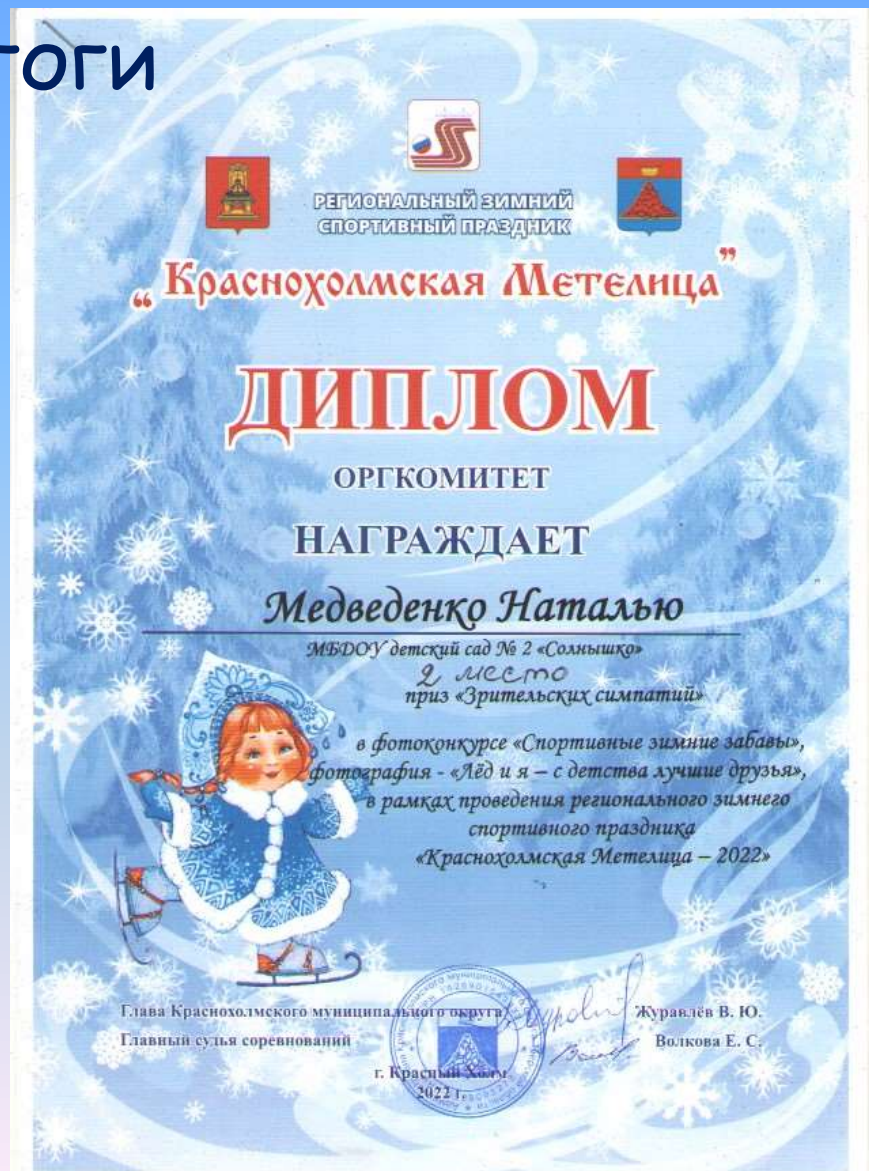 оги
РЕГИОНАЛЬНЫЙ ЗИМНИЙ
СПОРТИВНЫЙ ПРАЗДНИК
„Краснохолмская Метелица”
ДИПЛОМ
ОРГКОМИТЕТ
НАГРАЖДАЕТ
Медведенко Наталью
МБДОУ детский сад № 2 «Солнышко»
2 место
приз «Зрительских симпатий»
в фотоконкурсе «Спортивные зимние забавы»,
фотография - «Лёд и я – с детства лучшие друзья»,
в рамках проведения регионального зимнего
спортивного праздника
«Краснохолмская Метелица – 2022»
Глава Краснохолмского муниципального округа Журавлёв В. Ю.
Главный судья соревнований Волкова Е. С.
г. Красный Холм
2022 г.